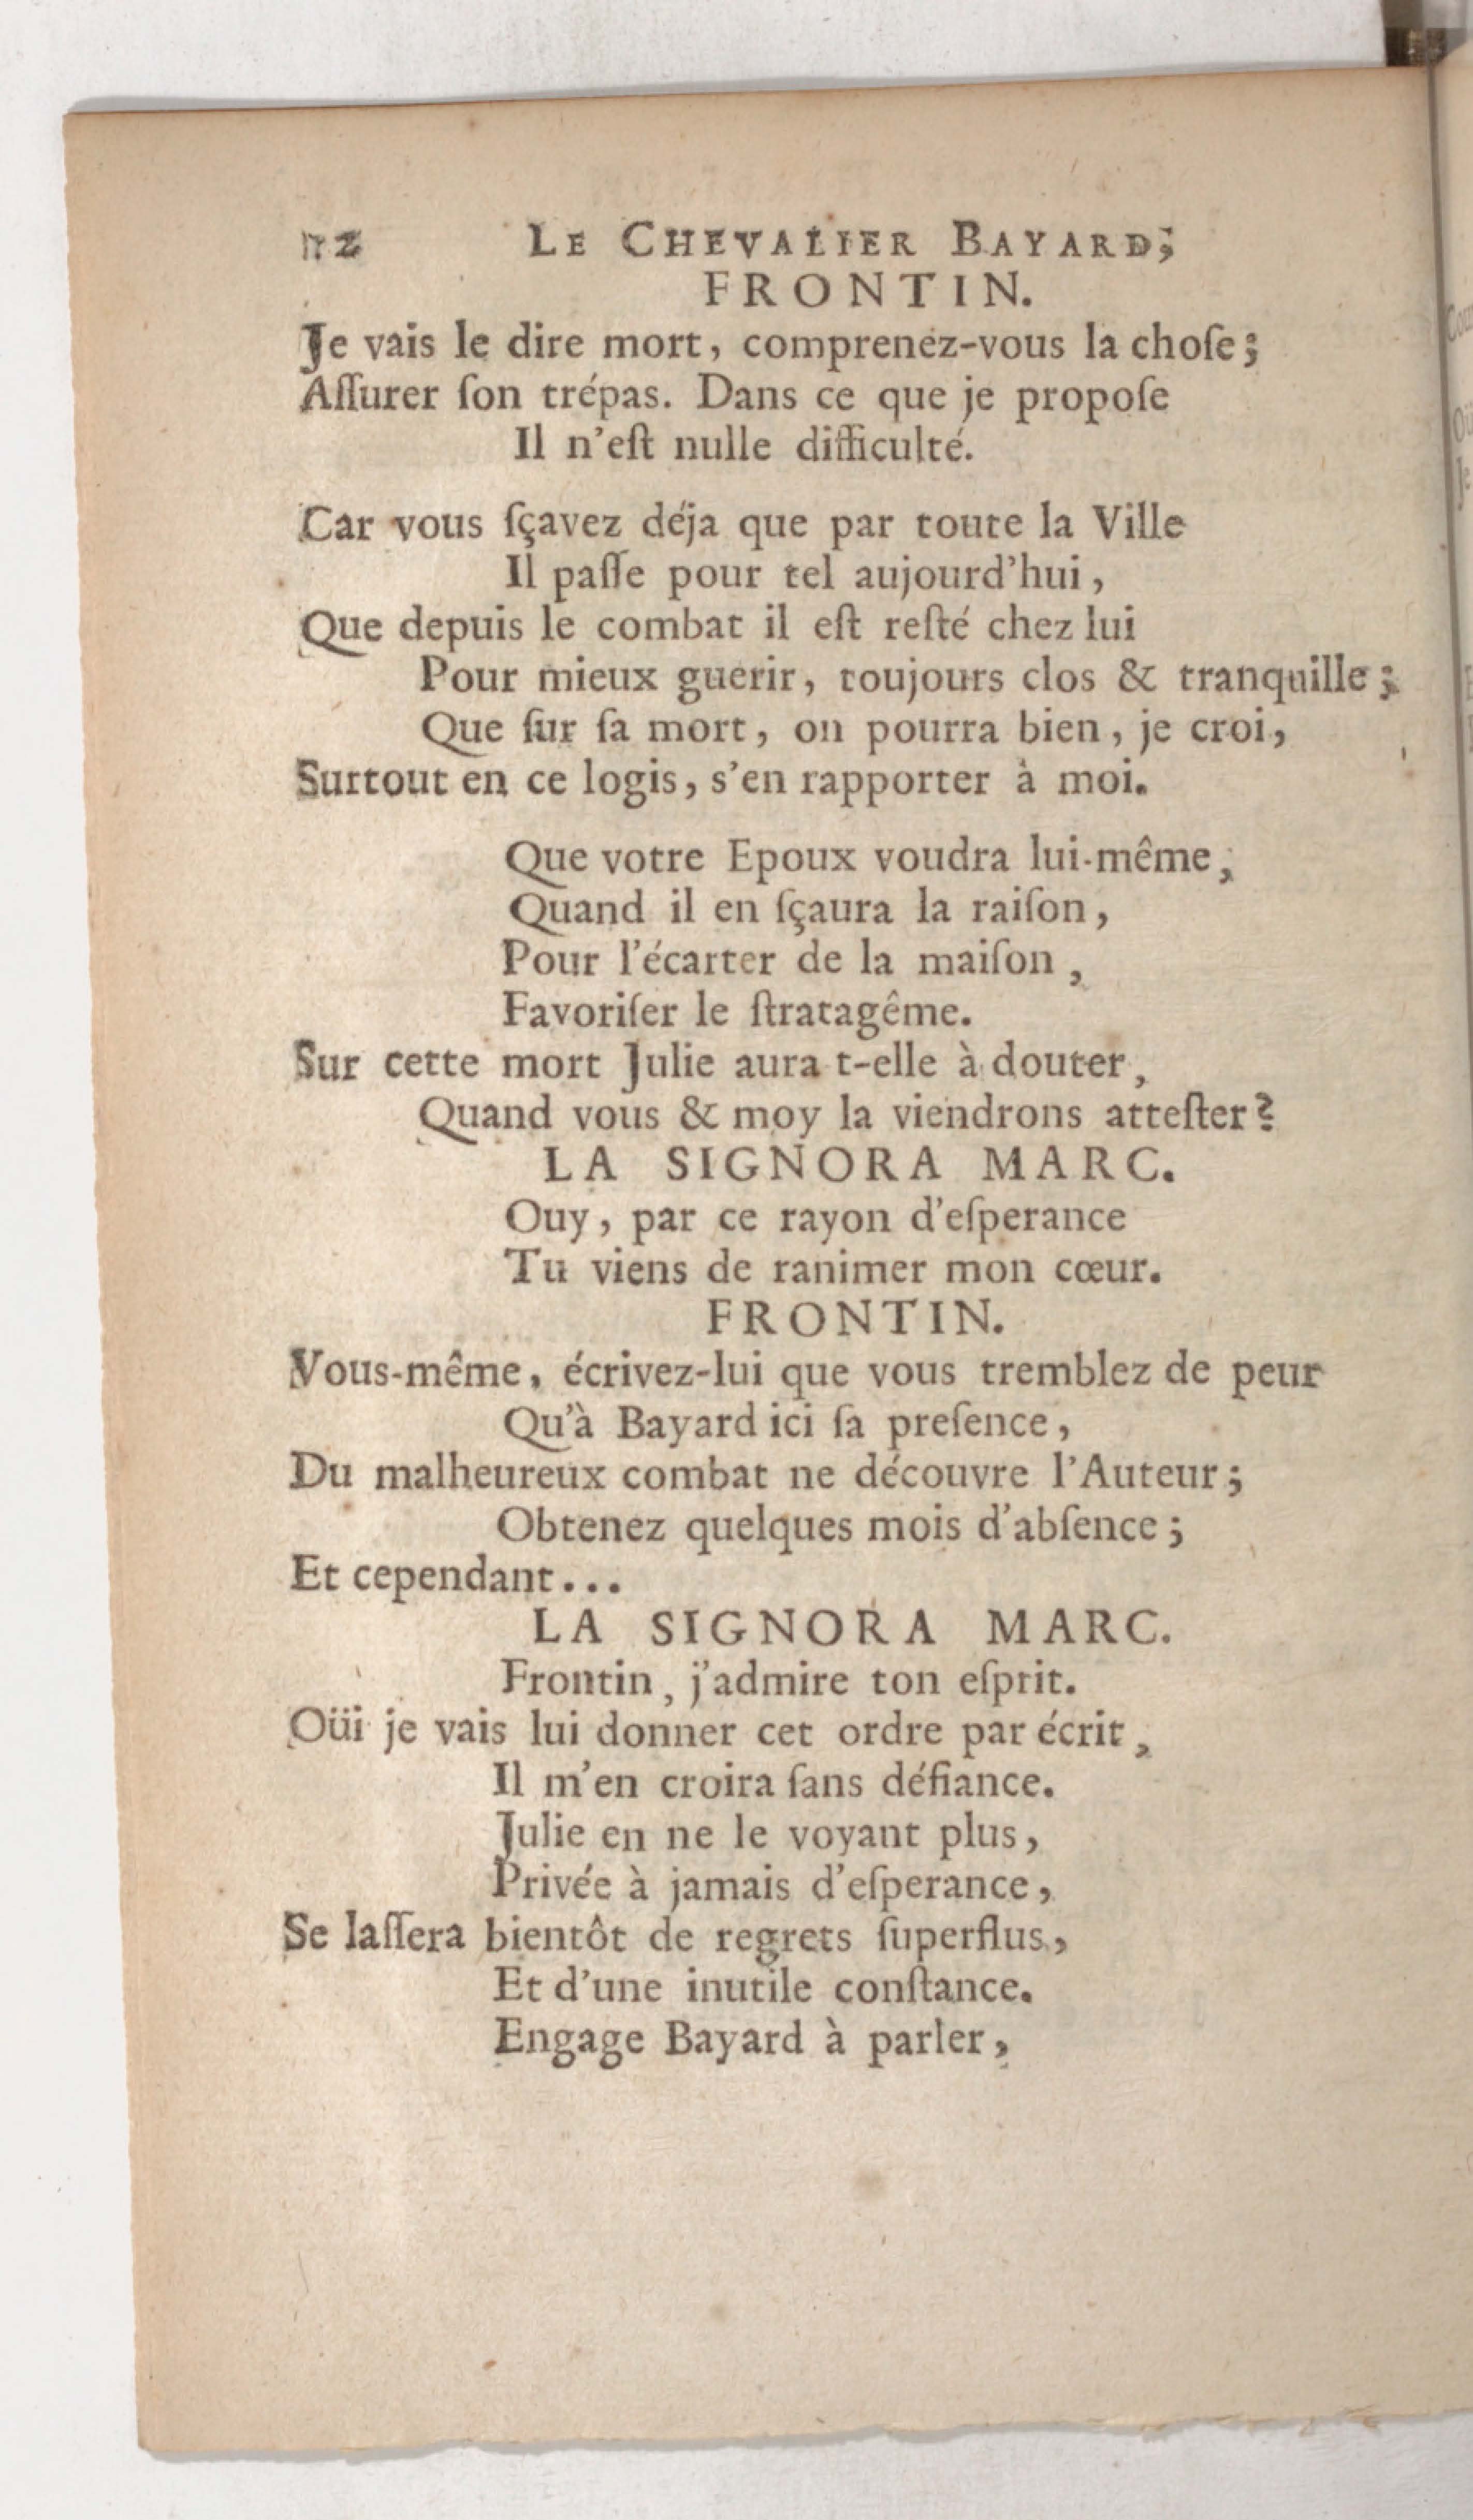 LE CHEVALIER BAYARD;
FRONTIN.
Je vais le dire mort, comprenez-vous la choſe;
Aſſurer ſon trépas. Dans ce que je propoſe
Il n'eſt nulle difficulté.
Car vous ſçavez déja que par toute la Ville
Il paſſe pour tel aujourd'hui,
Que depuis le combat il eſt reſté chez lui
Pour mieux guerir, toujours clos & tranquille;
Que ſur ſa mort, on pourra bien, je croi,
Surtout en ce logis, s'en rapporter à moi.
Que votre Epoux voudra lui-même,
Quand il en ſçaura la raiſon,
Pour l'écarter de la maiſon,
Favoriſer le ſtratagême.
Sur cette mort Julie aura t-elle à douter,
Quand vous & moy la viendrons atteſter?
LA SIGNORA MARC.
Ouy, par ce rayon d'eſperance
Tu viens de ranimer mon cœur.
FRONTIN.
Vous-même, écrivez-lui que vous tremblez de peur
Qu'à Bayard ici ſa preſence,
Du malheureux combat ne découvre l'Auteur;
Obtenez quelques mois d'abſence;
Et cependant...
LA SIGNORA MARC.
Frontin, j'admire ton eſprit.
Oüi je vais lui donner cet ordre par écrit,
Il m'en croira ſans défiance.
Julie en ne le voyant plus,
Privée à jamais d'eſperance,
Se laſſera bientôt de regrets ſuperflus,
Et d'une inutile conſtance.
Engage Bayard à parler,